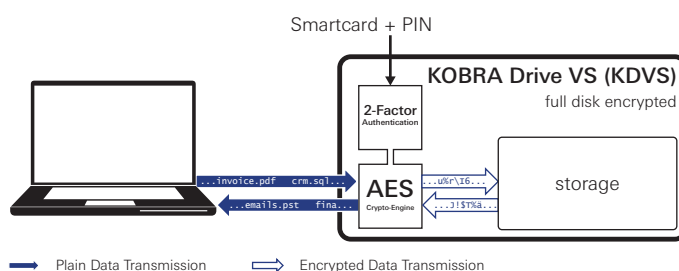 Smartcard + PIN
KOBRA Drive VS (KDVS)
full disk encrypted
2-Factor
Authentication
...invoice.pdf crm.sql...
AES
Crypto-Engine
...u%r\I6...
storage
...emails.pst fina...
...J!$T%a...
Plain Data Transmission
Encrypted Data Transmission